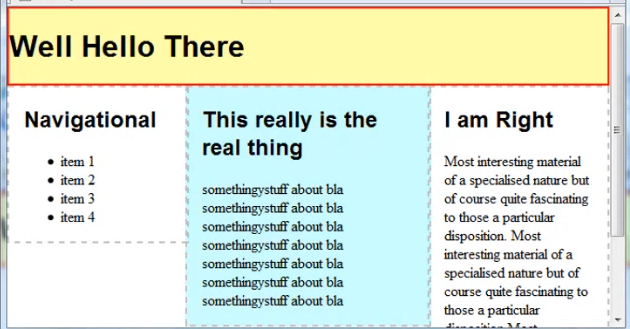 Well Hello There
Navigational
item 1
item 2
item 3
item 4
This really is the
real thing
somethingystuff about bla
somethingystuff about bla
somethingystuff about bla
somethingystuff about bla
somethingystuff about bla
somethingystuff about bla
somethingystuff about bla
I am Right
Most interesting material
of a specialised nature but
of course quite fascinating
to those a particular
disposition. Most
interesting material of a
specialised nature but of
course quite fascinating to
those a particular
disposition Most